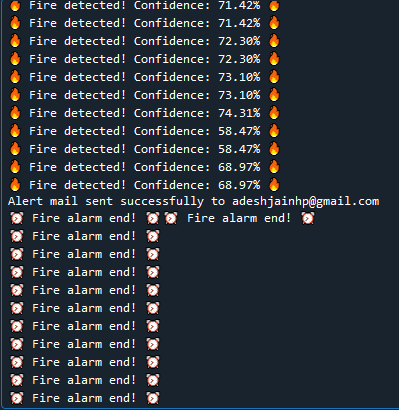 🔥 Fire detected! Confidence: 71.42% 🔥
🔥 Fire detected! Confidence: 71.42% 🔥
🔥 Fire detected! Confidence: 72.30% 🔥
🔥 Fire detected! Confidence: 72.30% 🔥
🔥 Fire detected! Confidence: 73.10% 🔥
🔥 Fire detected! Confidence: 73.10% 🔥
🔥 Fire detected! Confidence: 74.31% 🔥
🔥 Fire detected! Confidence: 58.47% 🔥
🔥 Fire detected! Confidence: 58.47% 🔥
🔥 Fire detected! Confidence: 68.97% 🔥
🔥 Fire detected! Confidence: 68.97% 🔥
Alert mail sent successfully to adeshjainhp@gmail.com
⏰ Fire alarm end! ⏰⏰ Fire alarm end! ⏰
⏰ Fire alarm end! ⏰
⏰ Fire alarm end! ⏰
⏰ Fire alarm end! ⏰
⏰ Fire alarm end! ⏰
⏰ Fire alarm end! ⏰
⏰ Fire alarm end! ⏰
⏰ Fire alarm end! ⏰
⏰ Fire alarm end! ⏰
⏰ Fire alarm end! ⏰
⏰ Fire alarm end! ⏰